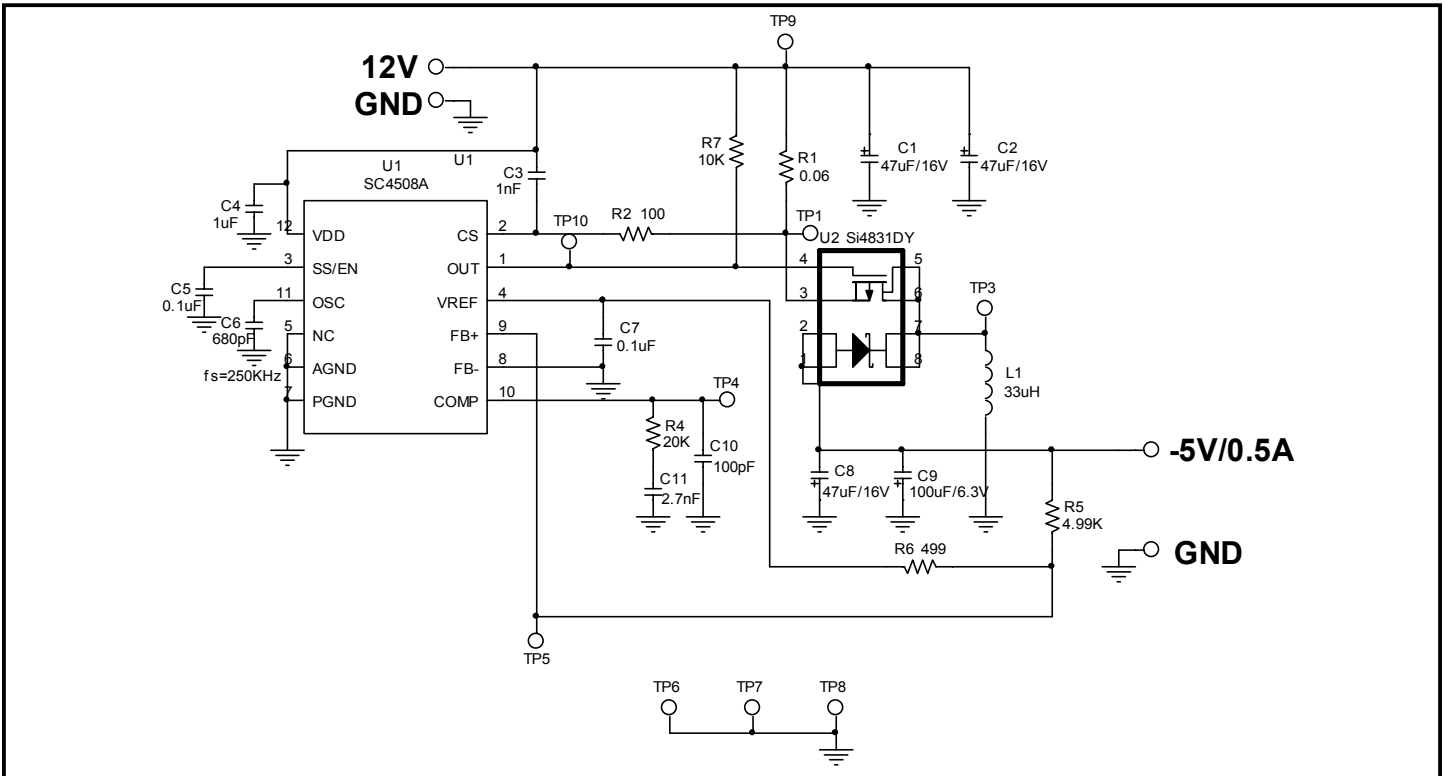 TP9
12V
GND
R7
10K
R1
0.06
C1
47uF/16V
C2
47uF/16V
U1
U1
SC4508A
C3
1nF
C4
1uF
TP10
R2 100
TP1
U2 Si4831DY
12 VDD
CS 2
3 SS/EN
OUT 1
11 OSC
VREF 4
5 NC
FB+ 9
6 AGND
FB- 8
7 PGND
COMP 10
4
5
3
6
2
7
1
8
C5
0.1uF
C6
680pF
fs=250KHz
C7
0.1uF
TP3
L1
33uH
TP4
R4
20K
C10
100pF
C11
2.7nF
C8
47uF/16V
C9
100uF/6.3V
-5V/0.5A
R5
4.99K
R6 499
GND
TP5
TP6
TP7
TP8